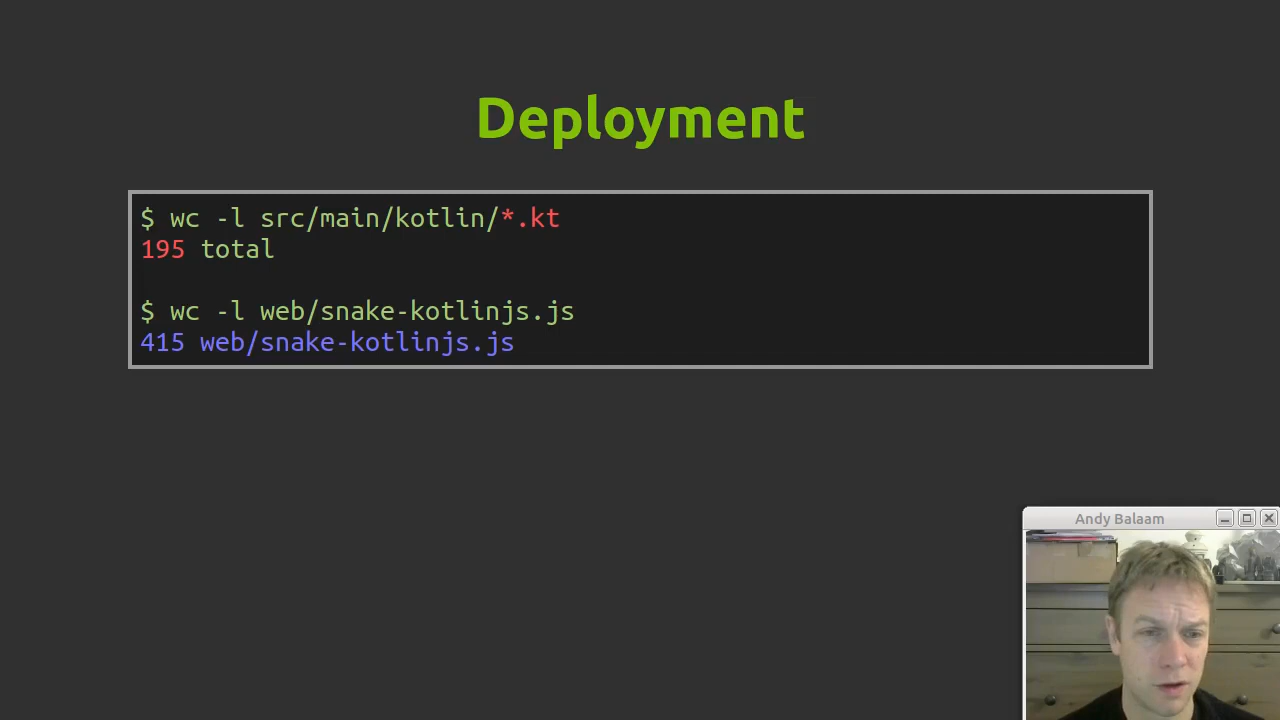 Deployment
$ wc -l src/main/kotlin/*.kt
195 total
$ wc -l web/snake-kotlinjs.js
415 web/snake-kotlinjs.js
Andy Balaam